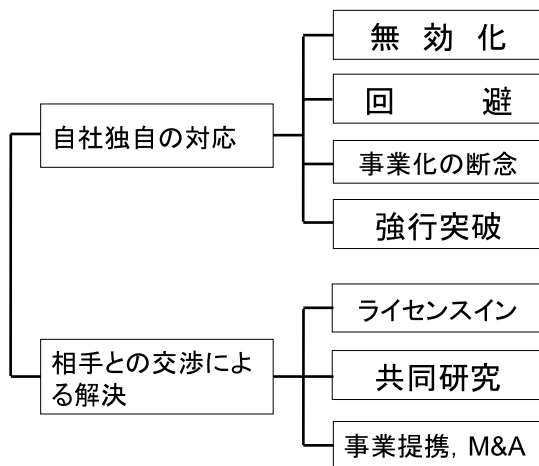 自社独自の対応
無効化
回避
事業化の断念
強行突破
相手との交渉によ
る解決
ライセンスイン
共同研究
事業提携, M&A